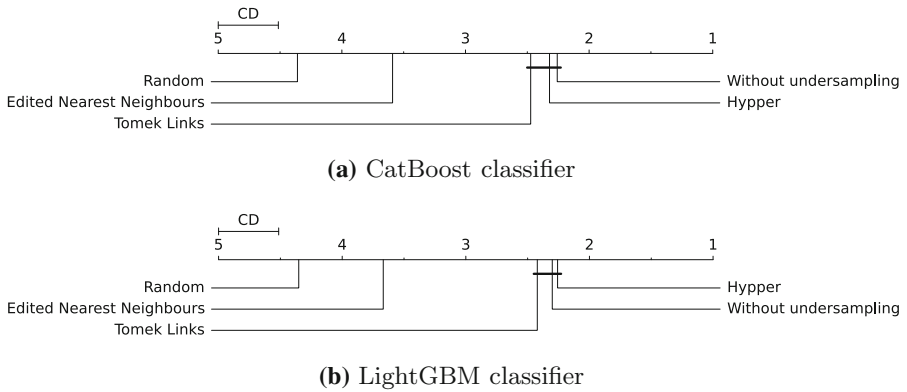 CD
5 4 3 2 1
Random Without undersampling
Edited Nearest Neighbours Hypper
Tomek Links
(a) CatBoost classifier
CD
5 4 3 2 1
Random Hypper
Edited Nearest Neighbours Without undersampling
Tomek Links
(b) LightGBM classifier